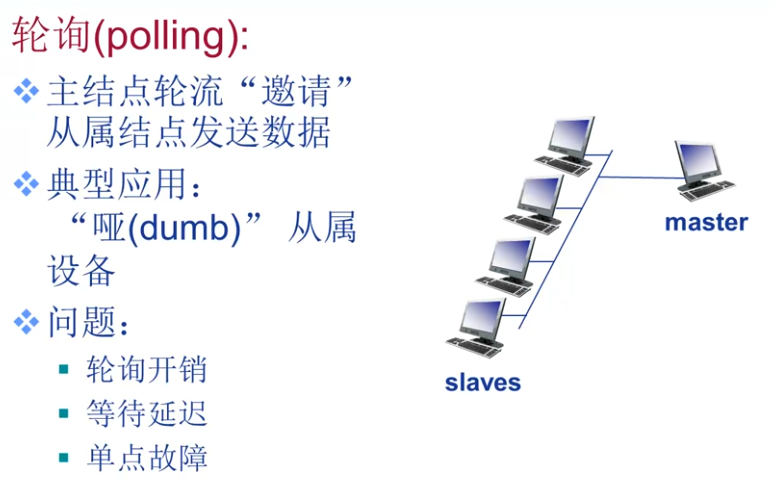 轮询(polling):
主结点轮流“邀请”
从属结点发送数据
典型应用：
“哑(dumb)” 从属
设备
问题：
轮询开销
等待延迟
单点故障
master
slaves